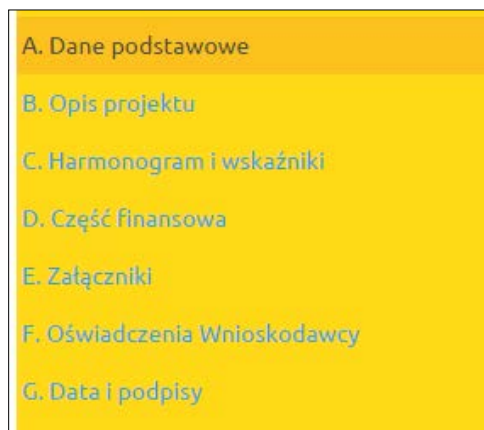 A. Dane podstawowe
B. Opis projektu
C. Harmonogram i wskaźniki
D. Część finansowa
E. Załączniki
F. Oświadczenia Wnioskodawcy
G. Data i podpisy